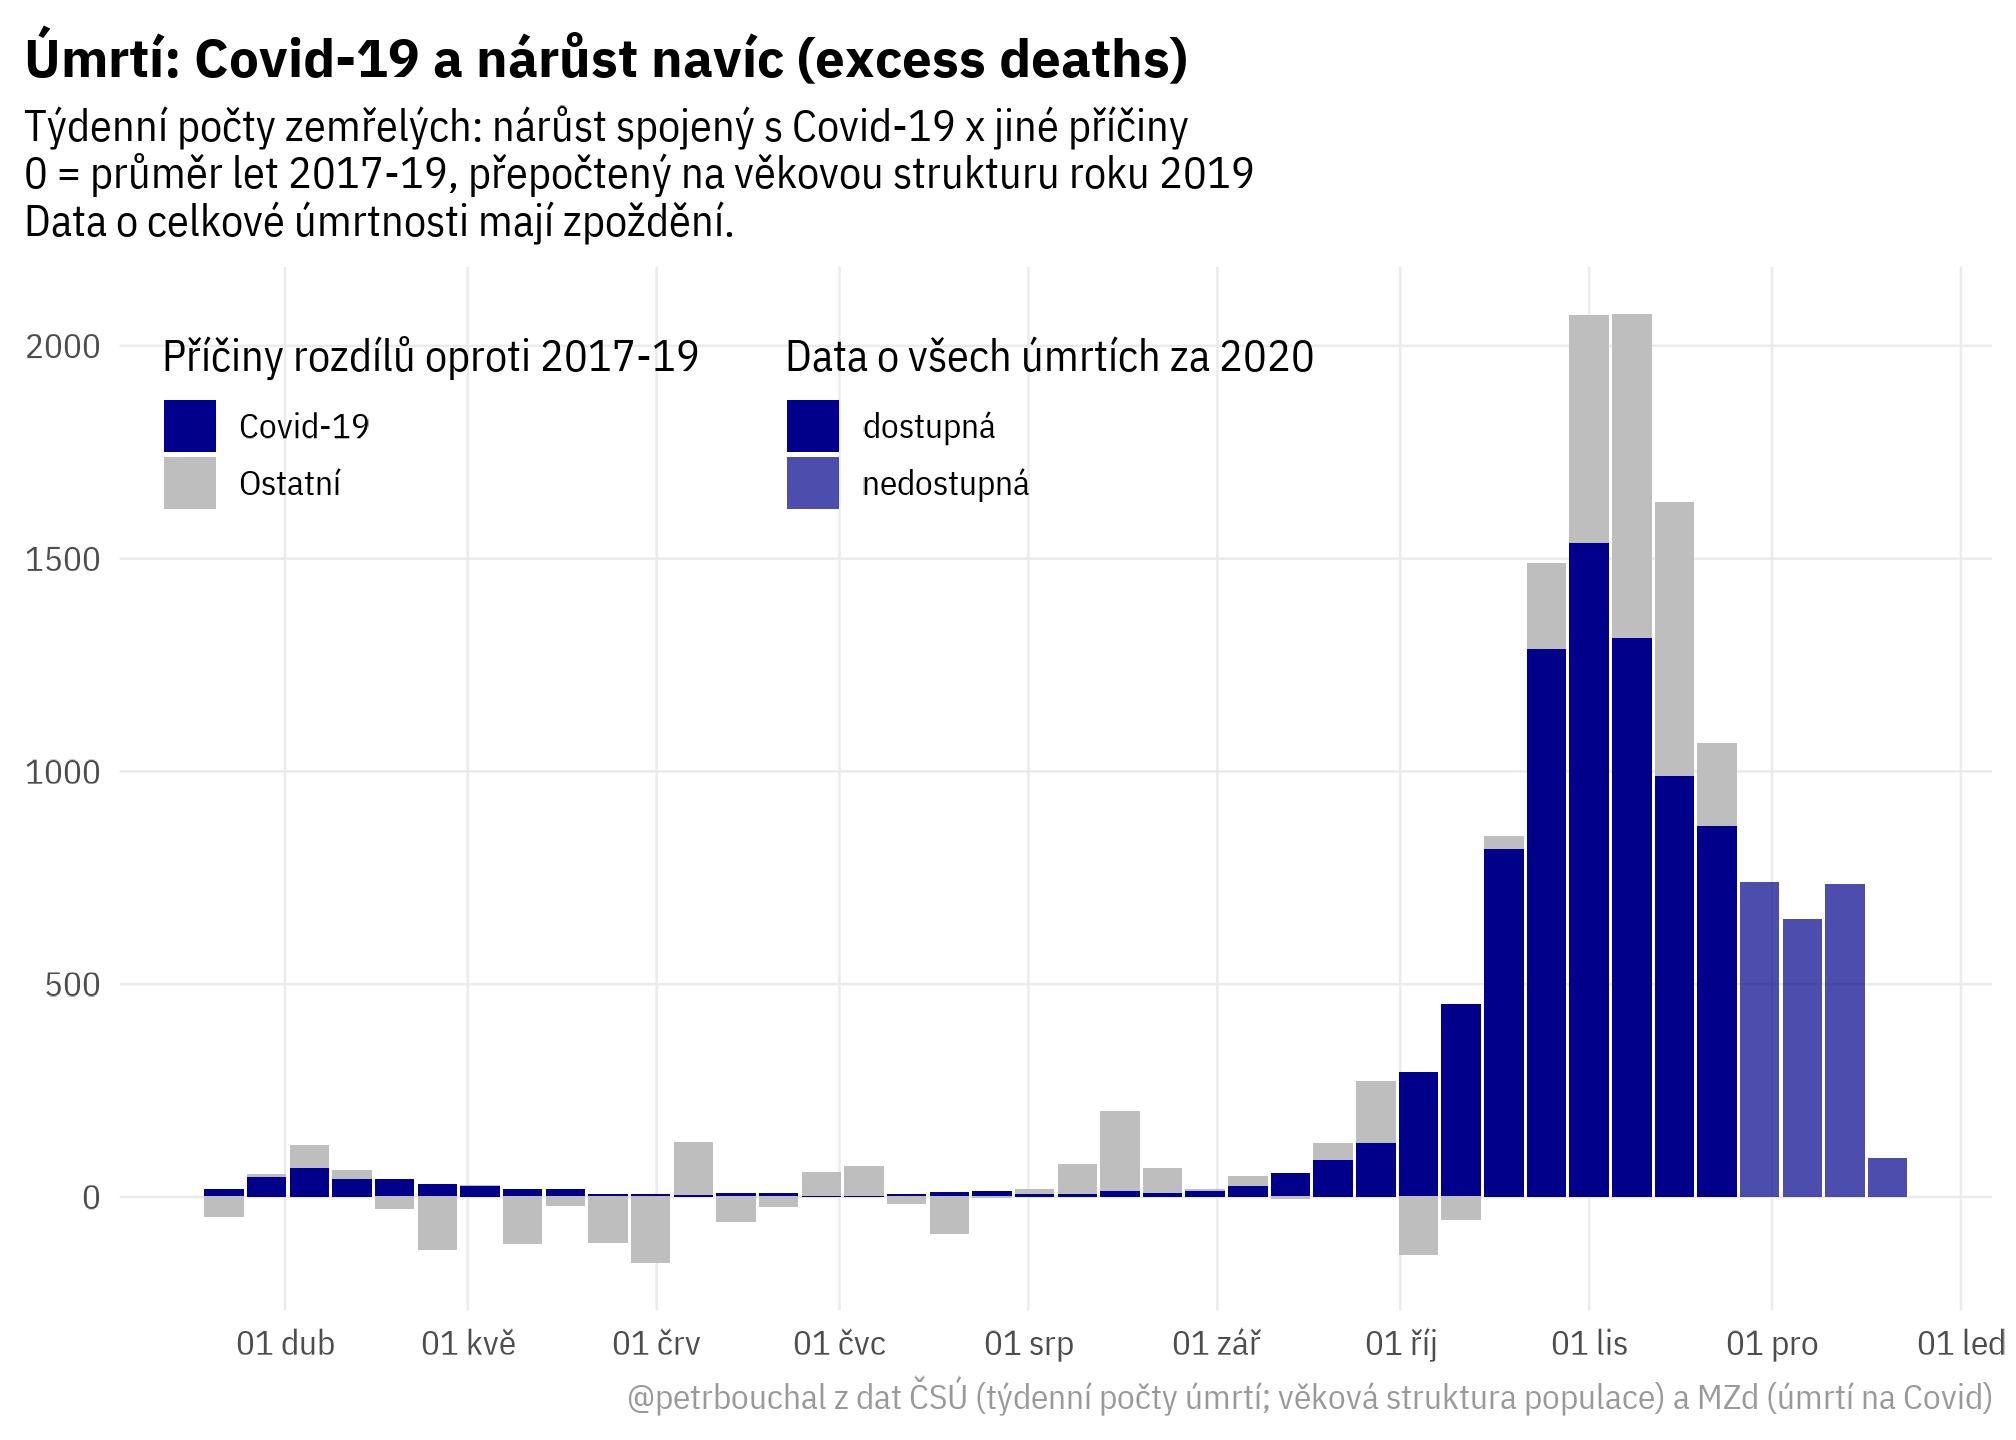 Úmrtí: Covid-19 a nárůst navíc (excess deaths)
Týdenní počty zemřelých: nárůst spojený s Covid-19 x jiné příčiny
0 = průměr let 2017-19, přepočtený na věkovou strukturu roku 2019
Data o celkové úmrtnosti mají zpoždění.
Příčiny rozdílů oproti 2017-19
Covid-19
Ostatní
Data o všech úmrtích za 2020
dostupná
nedostupná
2000
1500
1000
500
0
01 dub
01 kvě
01 črv
01 čvc
01 srp
01 zář
01 říj
01 lis
01 pro
01 led
@petrbouchal z dat ČSÚ (týdenní počty úmrtí; věková struktura populace) a MZd (úmrtí na Covid)